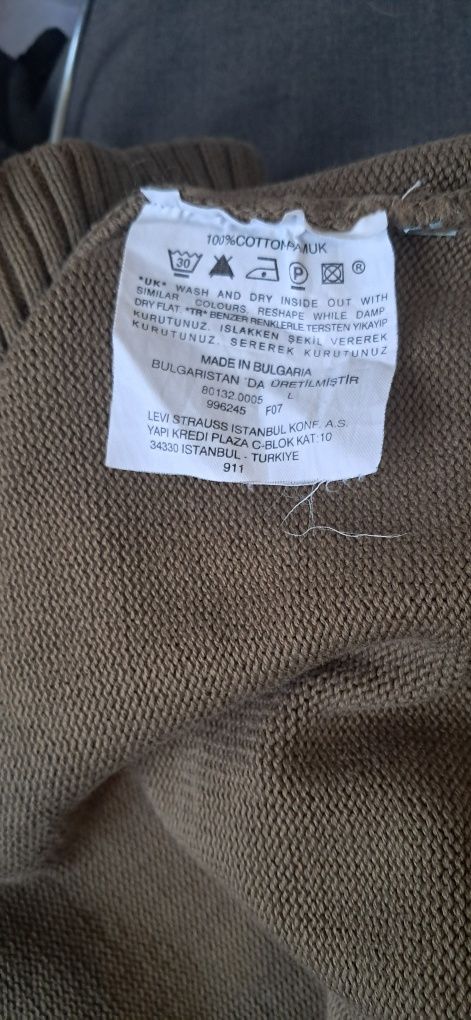 100%COTTON-PAMUK
30 P ®
*UK* WASH AND DRY INSIDE OUT WITH
SIMILAR COLOURS. RESHAPE WHILE DAMP
DRY FLAT. *TR* BENZER RENKLERLE TERSTEN YIKAYIP
KURUTUNUZ. ISLAKKEN ŞEKİL VEREREK
KURUTUNUZ. SEREREK KURUTUNUZ
MADE IN BULGARIA
BULGARISTAN 'DA ÜRETİLMİŞTİR
80132.0005 L
996245 F07
LEVI STRAUSS ISTANBUL KONF. A.S.
YAPI KREDI PLAZA C-BLOK KAT:10
34330 ISTANBUL - TURKIYE
911